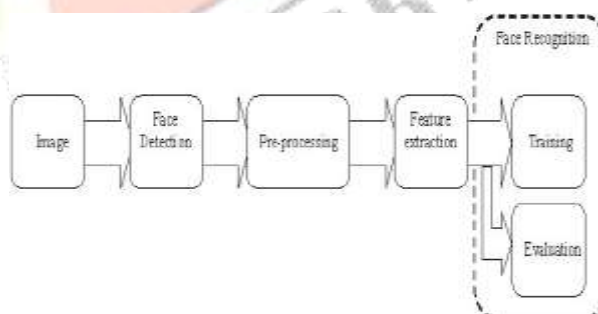 Face Recognition
Image
Face
Detection
Pre-processing
Feature
extraction
Training
Evaluation